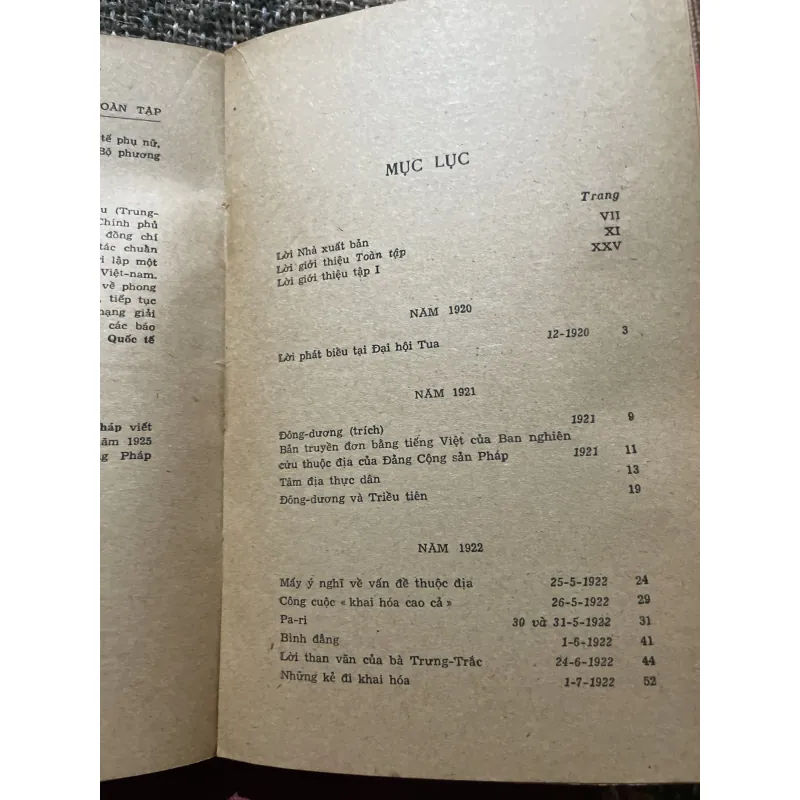 OÀN TẬP
tế phụ nữ,
Bộ phương
u (Trung-
Chính phủ
đồng chí
tác chuẩn
ri lập một
Việt-nam.
về phong
, tiếp tục
mạng giải
các báo
Quốc tế
háp viết
ăm 1925
g Pháp
MỤC LỤC
Trang
Lời Nhà xuất bản VII
Lời giới thiệu Toàn tập XI
Lời giới thiệu tập I XXV
NĂM 1920
Lời phát biểu tại Đại hội Tua 12-1920 3
NĂM 1921
Đông-dương (trích) 1921 9
Bản truyền đơn bằng tiếng Việt của Ban nghiên
cứu thuộc địa của Đảng Cộng sản Pháp 1921 11
Tâm địa thực dân 13
Đông-dương và Triều tiên 19
NĂM 1922
Mấy ý nghĩ về vấn đề thuộc địa 25-5-1922 24
Công cuộc « khai hóa cao cả » 26-5-1922 29
Pa-ri 30 và 31-5-1922 31
Bình đẳng 1-6-1922 41
Lời than vãn của bà Trưng-Trắc 24-6-1922 44
Những kẻ đi khai hóa 1-7-1922 52